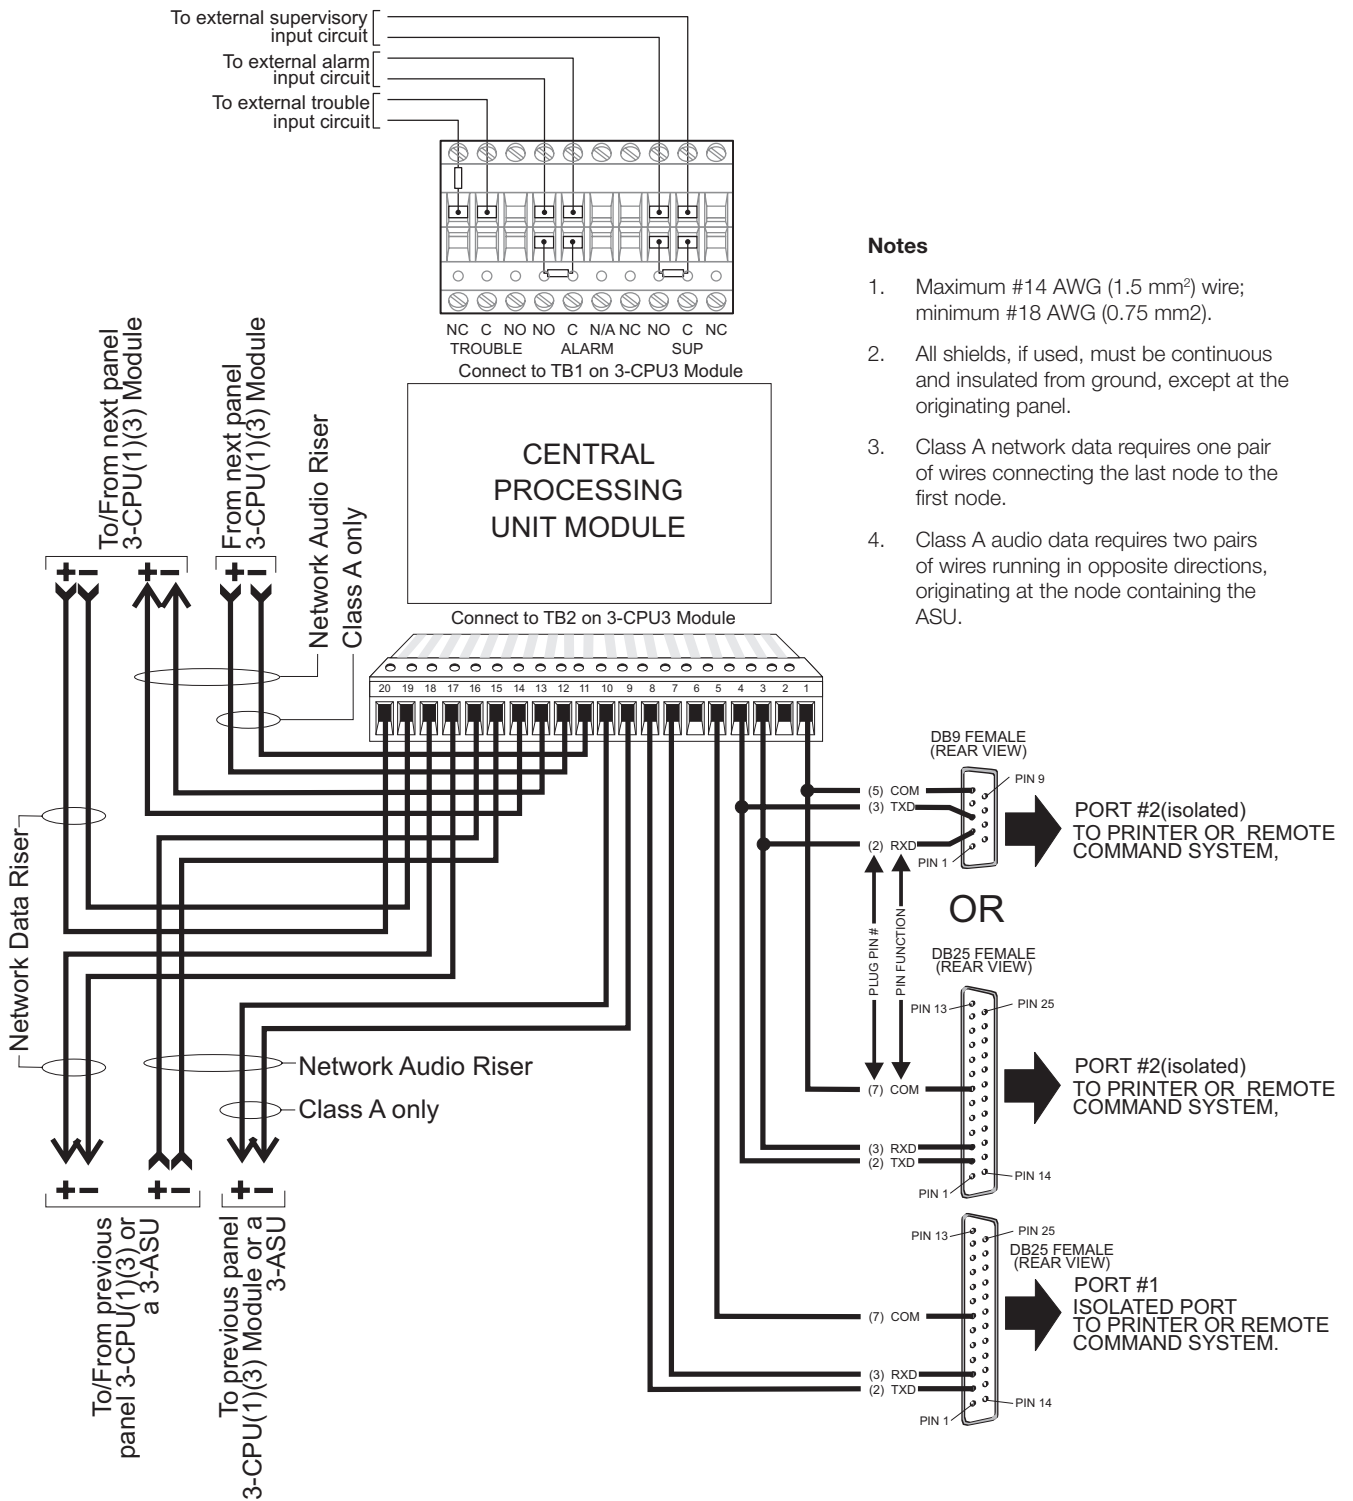 To external supervisory
input circuit
To external alarm
input circuit
To external trouble
input circuit
NC C NO NO C N/A NC NO C NC
TROUBLE ALARM SUP
Connect to TB1 on 3-CPU3 Module
CENTRAL
PROCESSING
UNIT MODULE
Connect to TB2 on 3-CPU3 Module
20 19 18 17 16 15 14 13 12 11 10 9 8 7 6 5 4 3 2 1
Notes
1. Maximum #14 AWG (1.5 mm²) wire;
minimum #18 AWG (0.75 mm2).
2. All shields, if used, must be continuous
and insulated from ground, except at the
originating panel.
3. Class A network data requires one pair
of wires connecting the last node to the
first node.
4. Class A audio data requires two pairs
of wires running in opposite directions,
originating at the node containing the
ASU.
To/From next panel
3-CPU(1)(3) Module
From next panel
3-CPU(1)(3) Module
+ − + − + −
Network Audio Riser
Class A only
Network Data Riser
Network Audio Riser
Class A only
+ − + − + −
To/From previous
panel 3-CPU(1)(3) or
a 3-ASU
To previous panel
3-CPU(1)(3) Module or a
3-ASU
DB9 FEMALE
(REAR VIEW)
PIN 9
(5) COM
(3) TXD
(2) RXD
PIN 1
PORT #2(isolated)
TO PRINTER OR REMOTE
COMMAND SYSTEM,
PLUG PIN #
PIN FUNCTION
OR
DB25 FEMALE
(REAR VIEW)
PIN 13
PIN 25
(7) COM
(3) RXD
(2) TXD
PIN 1
PIN 14
PORT #2(isolated)
TO PRINTER OR REMOTE
COMMAND SYSTEM,
PIN 13
PIN 25
DB25 FEMALE
(REAR VIEW)
(7) COM
(3) RXD
(2) TXD
PIN 1
PIN 14
PORT #1
ISOLATED PORT
TO PRINTER OR REMOTE
COMMAND SYSTEM.